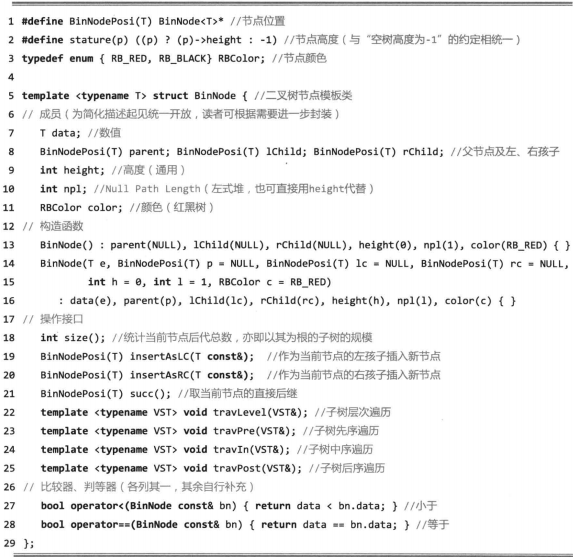 1 #define BinNodePosi(T) BinNode<T>* //节点位置
2 #define stature(p) ((p) ? (p)->height : -1) //节点高度（与“空树高度为-1”的约定相统一）
3 typedef enum { RB_RED, RB_BLACK} RBColor; //节点颜色
4
5 template <typename T> struct BinNode { //二叉树节点模板类
6 // 成员（为简化描述起见统一开放，读者可根据需要进一步封装）
7 T data; //数值
8 BinNodePosi(T) parent; BinNodePosi(T) lChild; BinNodePosi(T) rChild; //父节点及左、右孩子
9 int height; //高度（通用）
10 int npl; //Null Path Length（左式堆，也可直接用height代替）
11 RBColor color; //颜色（红黑树）
12 // 构造函数
13 BinNode() : parent(NULL), lChild(NULL), rChild(NULL), height(0), npl(1), color(RB_RED) { }
14 BinNode(T e, BinNodePosi(T) p = NULL, BinNodePosi(T) lc = NULL, BinNodePosi(T) rc = NULL,
15 int h = 0, int l = 1, RBColor c = RB_RED)
16 : data(e), parent(p), lChild(lc), rChild(rc), height(h), npl(l), color(c) { }
17 // 操作接口
18 int size(); //统计当前节点后代总数，亦即以其为根的子树的规模
19 BinNodePosi(T) insertAsLC(T const&); //作为当前节点的左孩子插入新节点
20 BinNodePosi(T) insertAsRC(T const&); //作为当前节点的右孩子插入新节点
21 BinNodePosi(T) succ(); //取当前节点的直接后继
22 template <typename VST> void travLevel(VST&); //子树层次遍历
23 template <typename VST> void travPre(VST&); //子树先序遍历
24 template <typename VST> void travIn(VST&); //子树中序遍历
25 template <typename VST> void travPost(VST&); //子树后序遍历
26 // 比较器、判等器（各列其一，其余自行补充）
27 bool operator<(BinNode const& bn) { return data < bn.data; } //小于
28 bool operator==(BinNode const& bn) { return data == bn.data; } //等于
29 };